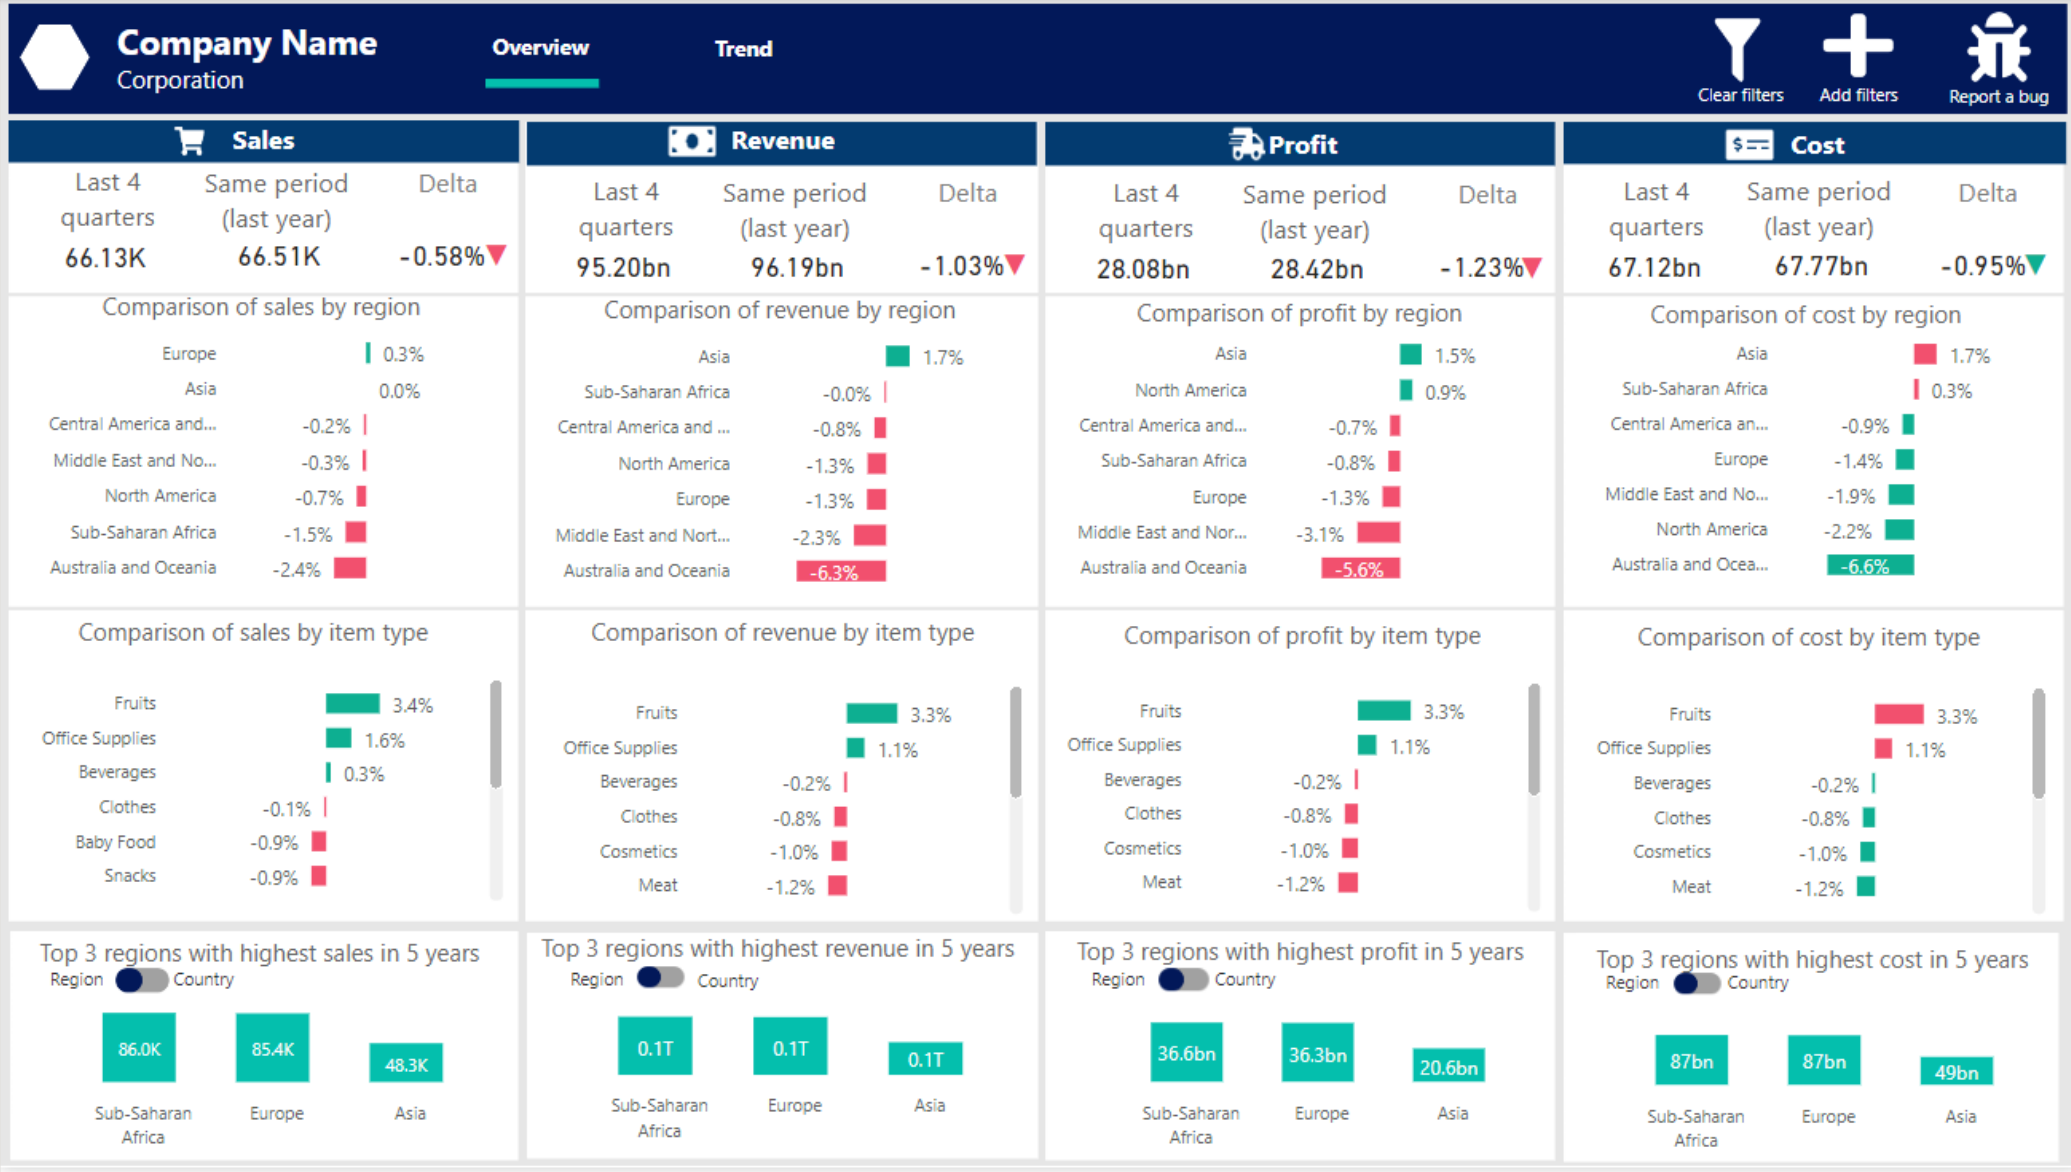 Company Name
Corporation
Overview
Trend
Clear filters
Add filters
Report a bug
Sales
Last 4 quarters
Same period (last year)
Delta
66.13K
66.51K
-0.58%
Comparison of sales by region
Europe 0.3%
Asia 0.0%
Central America and... -0.2%
Middle East and No... -0.3%
North America -0.7%
Sub-Saharan Africa -1.5%
Australia and Oceania -2.4%
Comparison of sales by item type
Fruits 3.4%
Office Supplies 1.6%
Beverages 0.3%
Clothes -0.1%
Baby Food -0.9%
Snacks -0.9%
Top 3 regions with highest sales in 5 years
Region Country
86.0K
85.4K
48.3K
Sub-Saharan Africa
Europe
Asia
Revenue
Last 4 quarters
Same period (last year)
Delta
95.20bn
96.19bn
-1.03%
Comparison of revenue by region
Asia 1.7%
Sub-Saharan Africa -0.0%
Central America and ... -0.8%
North America -1.3%
Europe -1.3%
Middle East and Nort... -2.3%
Australia and Oceania -6.3%
Comparison of revenue by item type
Fruits 3.3%
Office Supplies 1.1%
Beverages -0.2%
Clothes -0.8%
Cosmetics -1.0%
Meat -1.2%
Top 3 regions with highest revenue in 5 years
Region Country
0.1T
0.1T
0.1T
Sub-Saharan Africa
Europe
Asia
Profit
Last 4 quarters
Same period (last year)
Delta
28.08bn
28.42bn
-1.23%
Comparison of profit by region
Asia 1.5%
North America 0.9%
Central America and... -0.7%
Sub-Saharan Africa -0.8%
Europe -1.3%
Middle East and Nor... -3.1%
Australia and Oceania -5.6%
Comparison of profit by item type
Fruits 3.3%
Office Supplies 1.1%
Beverages -0.2%
Clothes -0.8%
Cosmetics -1.0%
Meat -1.2%
Top 3 regions with highest profit in 5 years
Region Country
36.6bn
36.3bn
20.6bn
Sub-Saharan Africa
Europe
Asia
Cost
Last 4 quarters
Same period (last year)
Delta
67.12bn
67.77bn
-0.95%
Comparison of cost by region
Asia 1.7%
Sub-Saharan Africa 0.3%
Central America an... -0.9%
Europe -1.4%
Middle East and No... -1.9%
North America -2.2%
Australia and Ocea... -6.6%
Comparison of cost by item type
Fruits 3.3%
Office Supplies 1.1%
Beverages -0.2%
Clothes -0.8%
Cosmetics -1.0%
Meat -1.2%
Top 3 regions with highest cost in 5 years
Region Country
87bn
87bn
49bn
Sub-Saharan Africa
Europe
Asia